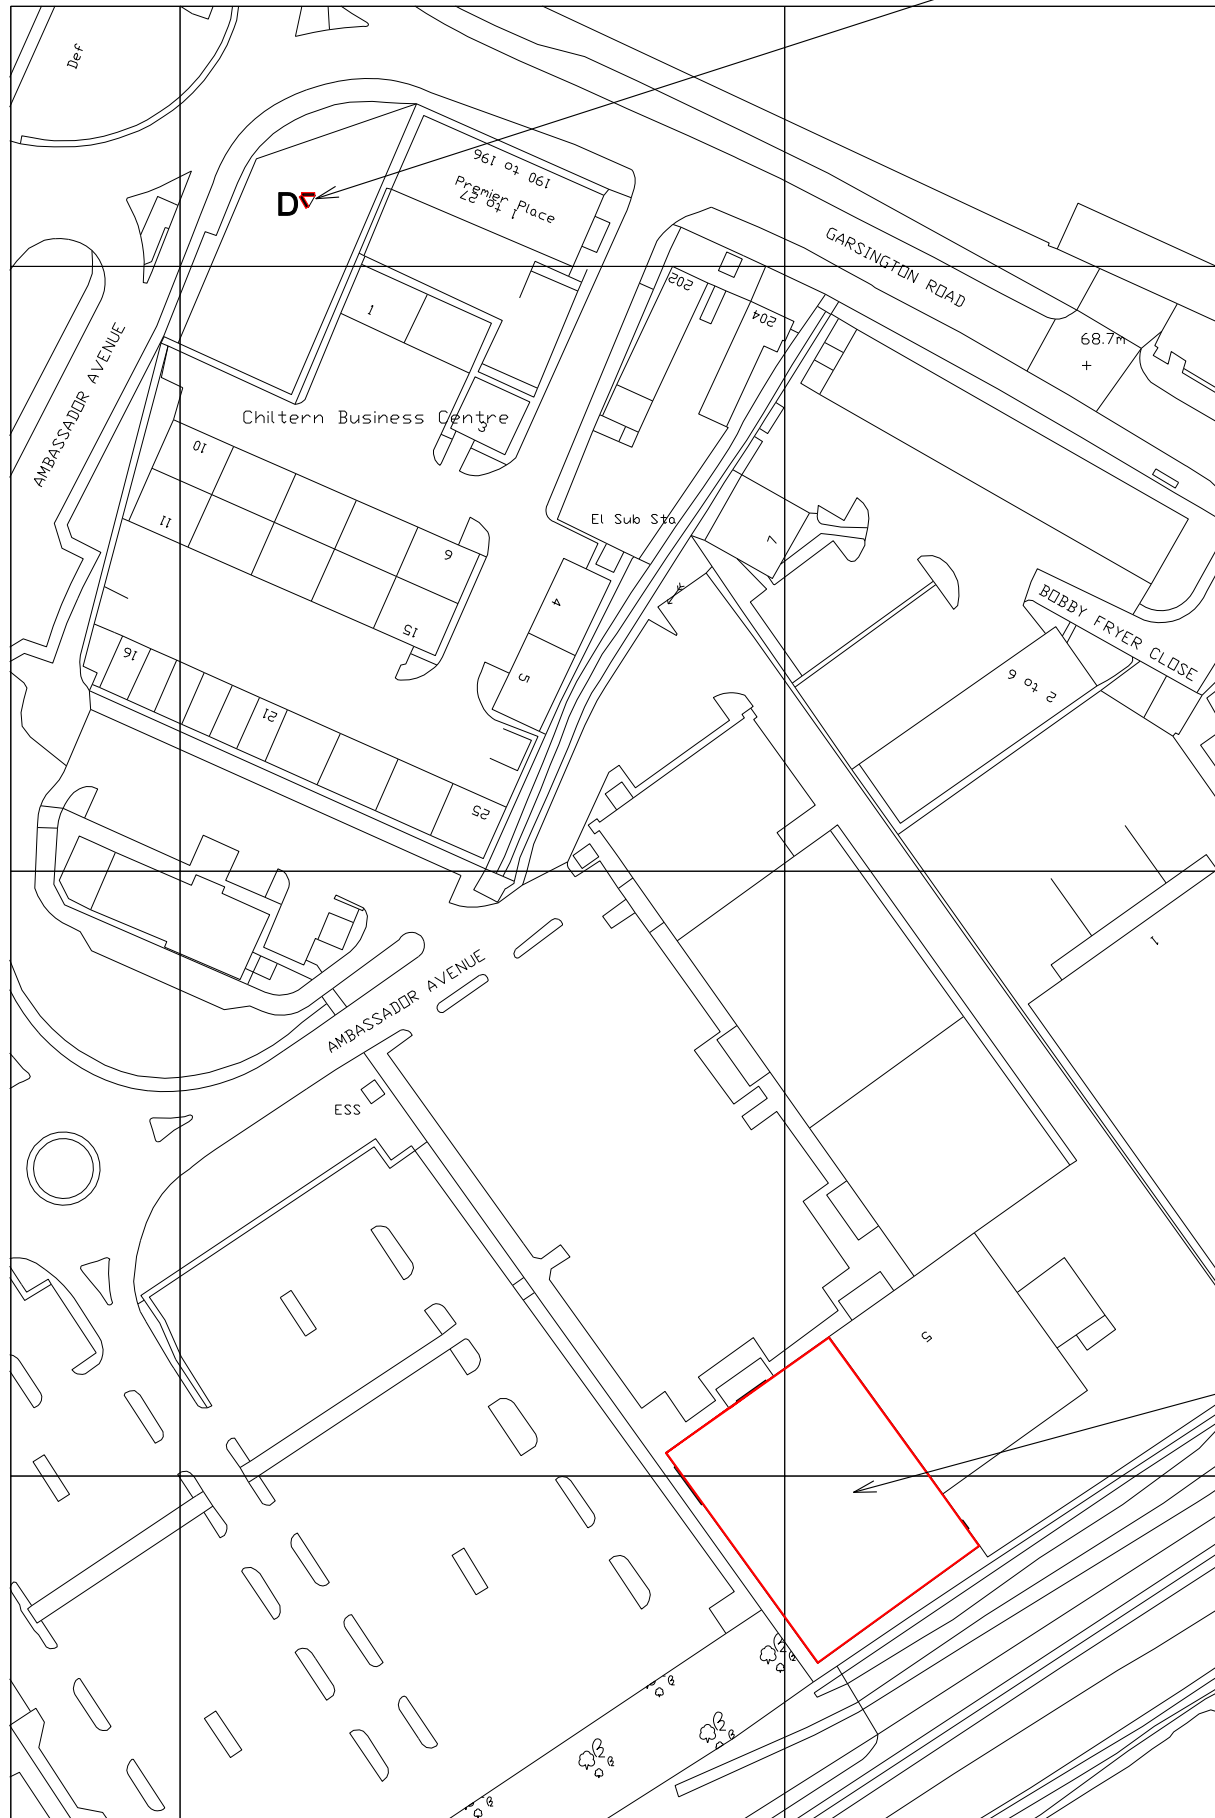 Def
190 to 196
Premier Place
1 to 27
D
GARSINGTON ROAD
202
204
68.7m
AMBASSADOR AVENUE
1
Chiltern Business Centre
3
10
11
9
El Sub Sta
7
4
15
BOBBY FRYER CLOSE
16
5
2 to 6
21
25
1
AMBASSADOR AVENUE
ESS
5